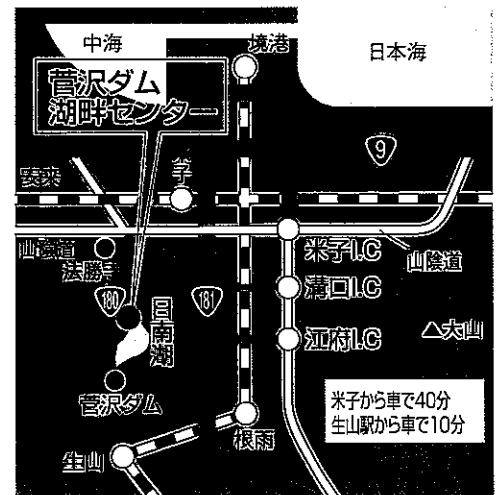 中海
境港
日本海
菅沢ダム
湖畔センター
9
安来
米子I.C
山陰道
山陰道
法勝寺
溝口I.C
180
181
日南湖
江府I.C
▲大山
菅沢ダム
米子から車で40分
生山駅から車で10分
根雨
生山